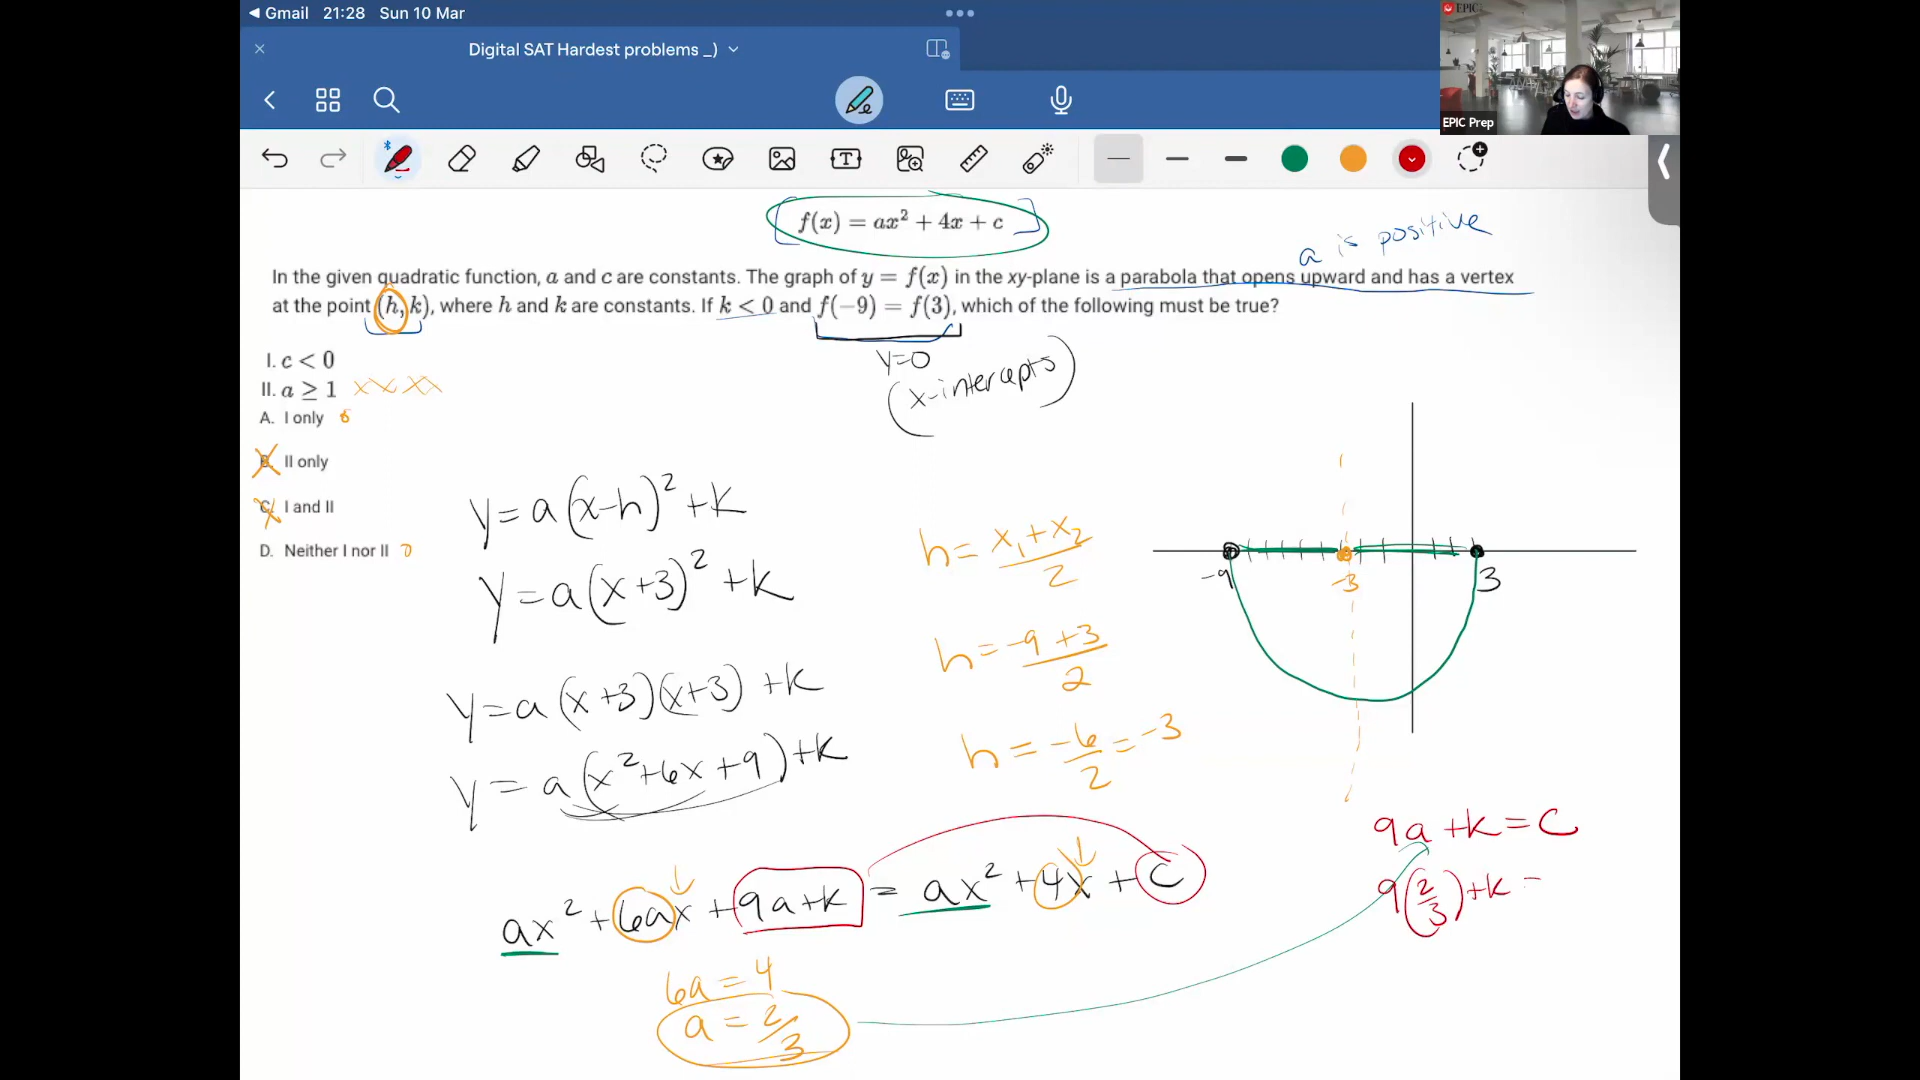 Gmail 21:28 Sun 10 Mar
Digital SAT Hardest problems _)
EPIC
EPIC Prep
f(x) = ax² + 4x + c
a is positive
In the given quadratic function, a and c are constants. The graph of y = f(x) in the xy-plane is a parabola that opens upward and has a vertex
at the point (h, k), where h and k are constants. If k < 0 and f(−9) = f(3), which of the following must be true?
y=0
(x-intercepts)
I. c < 0
II. a ≥ 1
A. I only
B. II only
C. I and II
D. Neither I nor II
y=a(x-h)²+k
y=a(x+3)²+k
y=a(x+3)(x+3)+k
y=a(x²+6x+9)+k
h=x₁+x₂/2
h=-9+3/2
h=-6/2=-3
-9
-3
3
ax²+6ax+9a+k=ax²+4x+c
6a=4
a=2/3
9a+k=c
9(2/3)+k=